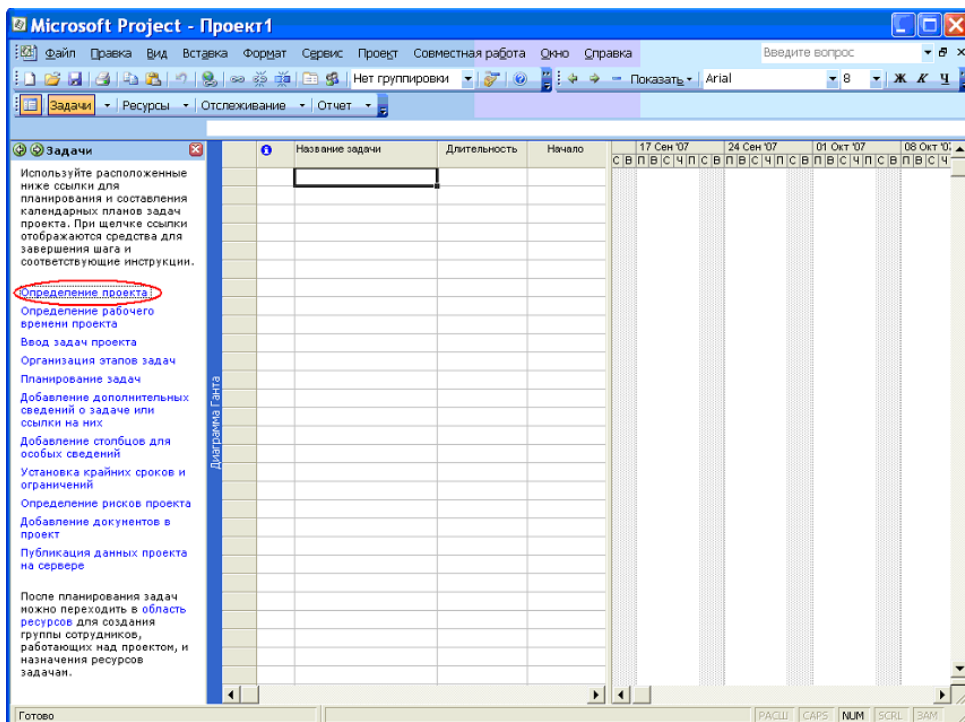 Microsoft Project - Проект1
Файл Правка Вид Вставка Формат Сервис Проект Совместная работа Окно Справка Введите вопрос
Нет группировки Показать Arial 8 Ж К Ч
Задачи Ресурсы Отслеживание Отчет
Задачи
Используйте расположенные
ниже ссылки для
планирования и составления
календарных планов задач
проекта. При щелчке ссылки
отображаются средства для
завершения шага и
соответствующие инструкции.
Определение проекта
Определение рабочего
времени проекта
Ввод задач проекта
Организация этапов задач
Планирование задач
Добавление дополнительных
сведений о задаче или
ссылки на них
Добавление столбцов для
особых сведений
Установка крайних сроков и
ограничений
Определение рисков проекта
Добавление документов в
проект
Публикация данных проекта
на сервере
После планирования задач
можно переходить в область
ресурсов для создания
группы сотрудников,
работающих над проектом, и
назначения ресурсов
задачам.
Диаграмма Ганта
Название задачи Длительность Начало
17 Сен '07 24 Сен '07 01 Окт '07 08 Окт '0
С В П В С Ч П С В П В С Ч П С В П В С Ч П С В П В С Ч
Готово РАСШ CAPS NUM SCRL ЗАМ